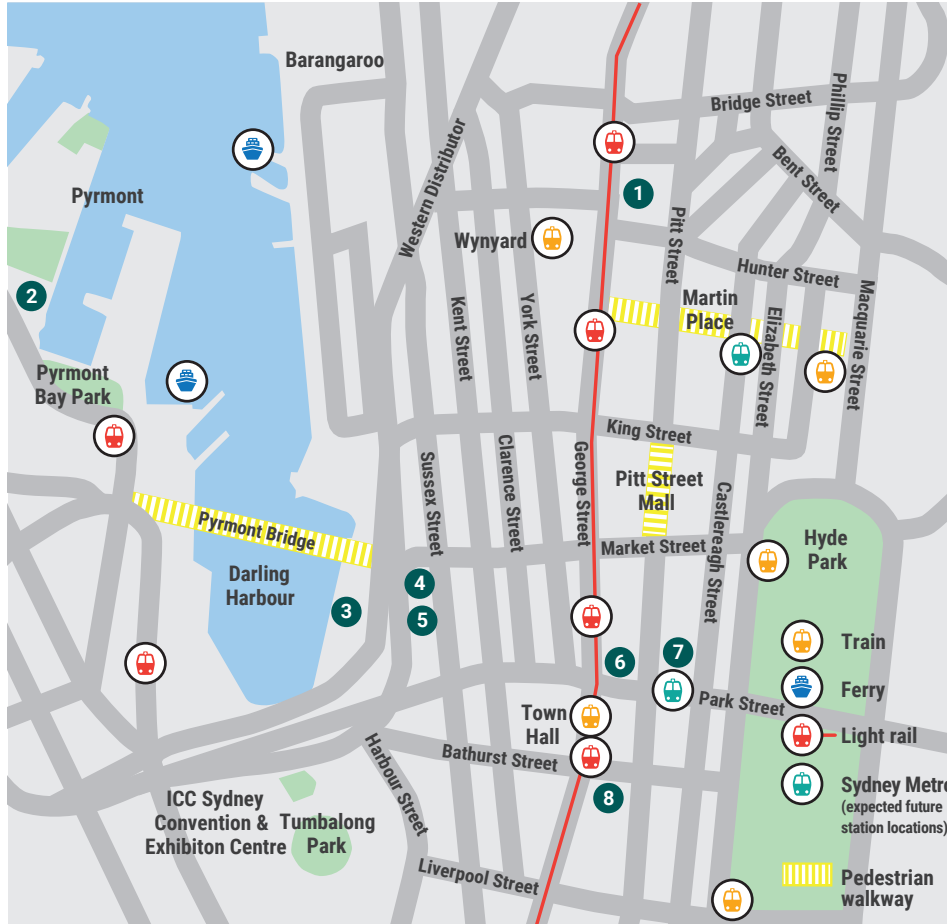 Barangaroo
Bridge Street
Phillip Street
Western Distributor
Bent Street
1
Pyrmont
Pitt Street
Wynyard
Hunter Street
2
Martin
Place
Macquarie Street
Kent Street
York Street
Elizabeth Street
Pyrmont
Bay Park
King Street
Sussex Street
Clarence Street
George Street
Pitt Street
Mall
Castlereagh Street
Pyrmont Bridge
Market Street
Hyde
Park
Darling
Harbour
4
3
5
Train
6
7
Ferry
Park Street
Town
Hall
Light rail
Harbour Street
Bathurst Street
Sydney Metro
(expected future
station locations)
8
ICC Sydney
Convention &
Exhibiton Centre
Tumbalong
Park
Liverpool Street
Pedestrian
walkway